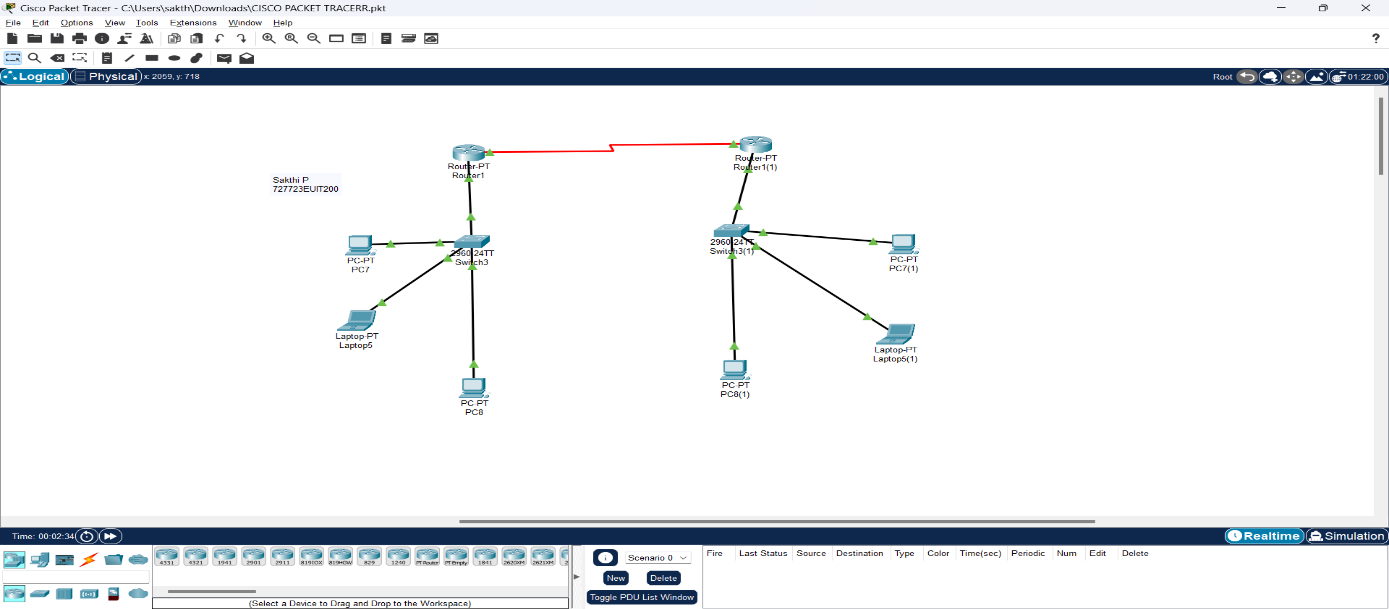 Cisco Packet Tracer - C:\Users\sakth\Downloads\CISCO PACKET TRACERR.pkt
File Edit Options View Tools Extensions Window Help
?
Logical Physical x: 2059, y: 718 Root 01:22:00
Router-PT
Router1
Router-PT
Router1(1)
Sakthi P
727723EUIT200
2960-24TT
Switch3
2960-24TT
Switch3(1)
PC-PT
PC7
PC-PT
PC7(1)
Laptop-PT
Laptop5
Laptop-PT
Laptop5(1)
PC-PT
PC8(1)
PC-PT
PC8
Time: 00:02:34 Realtime Simulation
4331 4321 1941 2901 2911 819IOX 819HGW 829 1240 PT-Router PT-Empty 1841 2620XM 2621XM 2
Scenario 0
New Delete
Toggle PDU List Window
Fire Last Status Source Destination Type Color Time(sec) Periodic Num Edit Delete
(Select a Device to Drag and Drop to the Workspace)